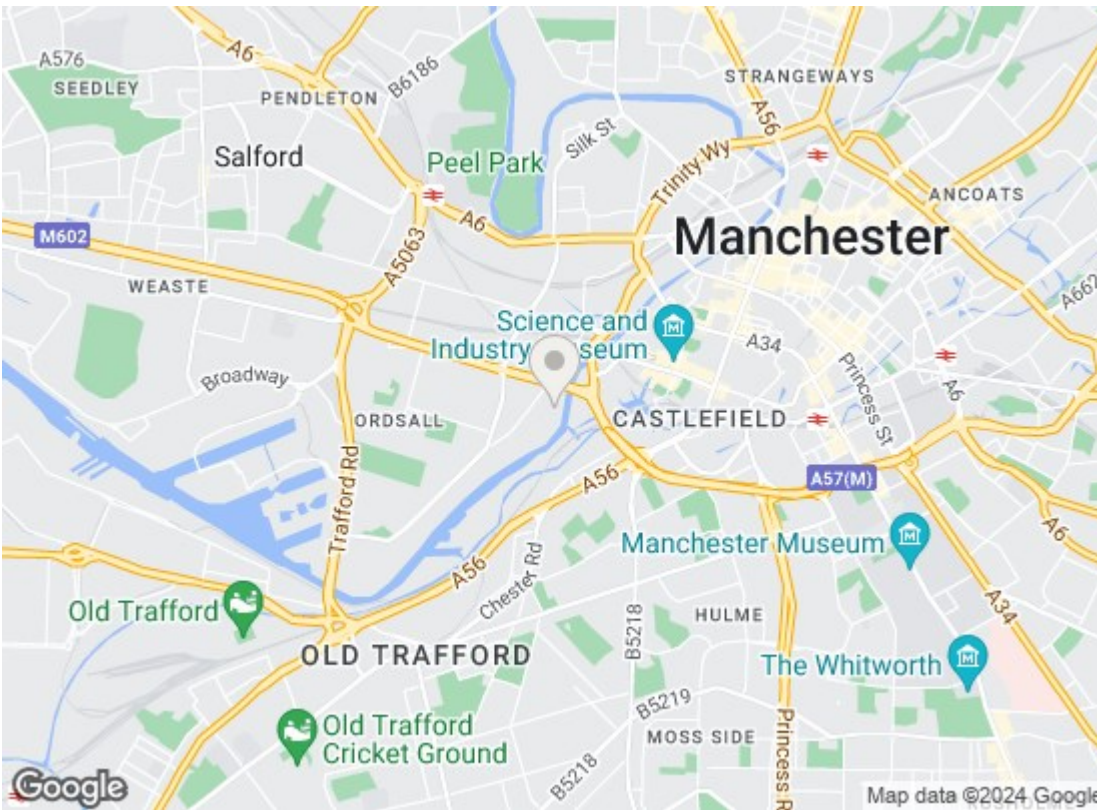 A576
SEEDLEY
A6
PENDLETON
B6186
STRANGEWAYS
A56
Silk St
Salford
Peel Park
Trinity Wy
ANCOATS
A6
M602
A5063
Manchester
WEASTE
A662
Science and
Industry Museum
A34
Princess St
A6
Broadway
ORDSALL
CASTLEFIELD
Trafford Rd
A56
A57(M)
A6
Manchester Museum
A56
Chester Rd
Old Trafford
B5218
HULME
A34
OLD TRAFFORD
The Whitworth
B5219
Old Trafford
Cricket Ground
MOSS SIDE
Princess R
B5218
Google
Map data ©2024 Google